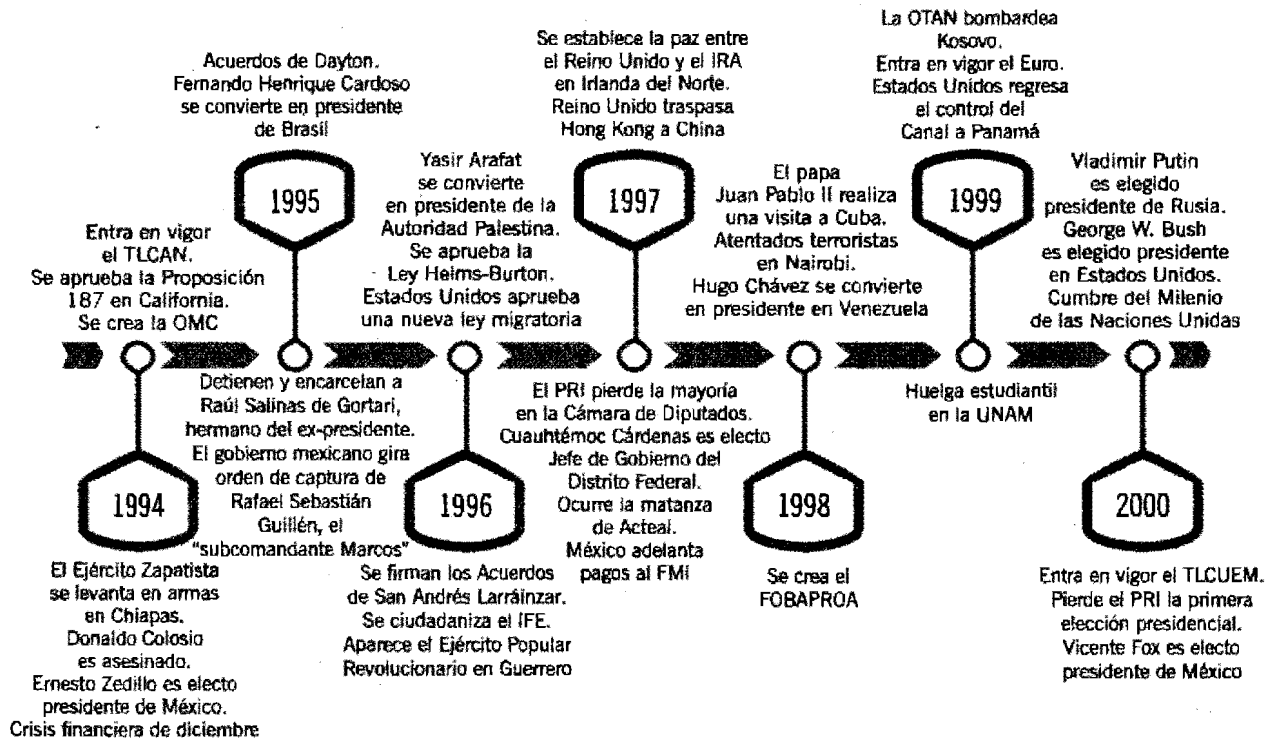 Entra en vigor
el TLCAN.
Se aprueba la Proposición
187 en California.
Se crea la OMC
1994
El Ejército Zapatista
se levanta en armas
en Chiapas.
Donaldo Colosio
es asesinado.
Ernesto Zedillo es electo
presidente de México.
Crisis financiera de diciembre
Acuerdos de Dayton.
Fernando Henrique Cardoso
se convierte en presidente
de Brasil
1995
Detienen y encarcelan a
Raúl Salinas de Gortari,
hermano del ex-presidente.
El gobierno mexicano gira
orden de captura de
Rafael Sebastián
Guillén, el
"subcomandante Marcos"
Yasir Arafat
se convierte
en presidente de la
Autoridad Palestina.
Se aprueba la
Ley Helms-Burton.
Estados Unidos aprueba
una nueva ley migratoria
1996
Se firman los Acuerdos
de San Andrés Larráinzar.
Se ciudadaniza el IFE.
Aparece el Ejército Popular
Revolucionario en Guerrero
Se establece la paz entre
el Reino Unido y el IRA
en Irlanda del Norte.
Reino Unido traspasa
Hong Kong a China
1997
El PRI pierde la mayoría
en la Cámara de Diputados.
Cuauhtémoc Cárdenas es electo
Jefe de Gobierno del
Distrito Federal.
Ocurre la matanza
de Acteal.
México adelanta
pagos al FMI
El papa
Juan Pablo II realiza
una visita a Cuba.
Atentados terroristas
en Nairobi.
Hugo Chávez se convierte
en presidente en Venezuela
1998
Se crea el
FOBAPROA
La OTAN bombardea
Kosovo.
Entra en vigor el Euro.
Estados Unidos regresa
el control del
Canal a Panamá
1999
Huelga estudiantil
en la UNAM
Vladimir Putin
es elegido
presidente de Rusia.
George W. Bush
es elegido presidente
en Estados Unidos.
Cumbre del Milenio
de las Naciones Unidas
2000
Entra en vigor el TLCUEM.
Pierde el PRI la primera
elección presidencial.
Vicente Fox es electo
presidente de México